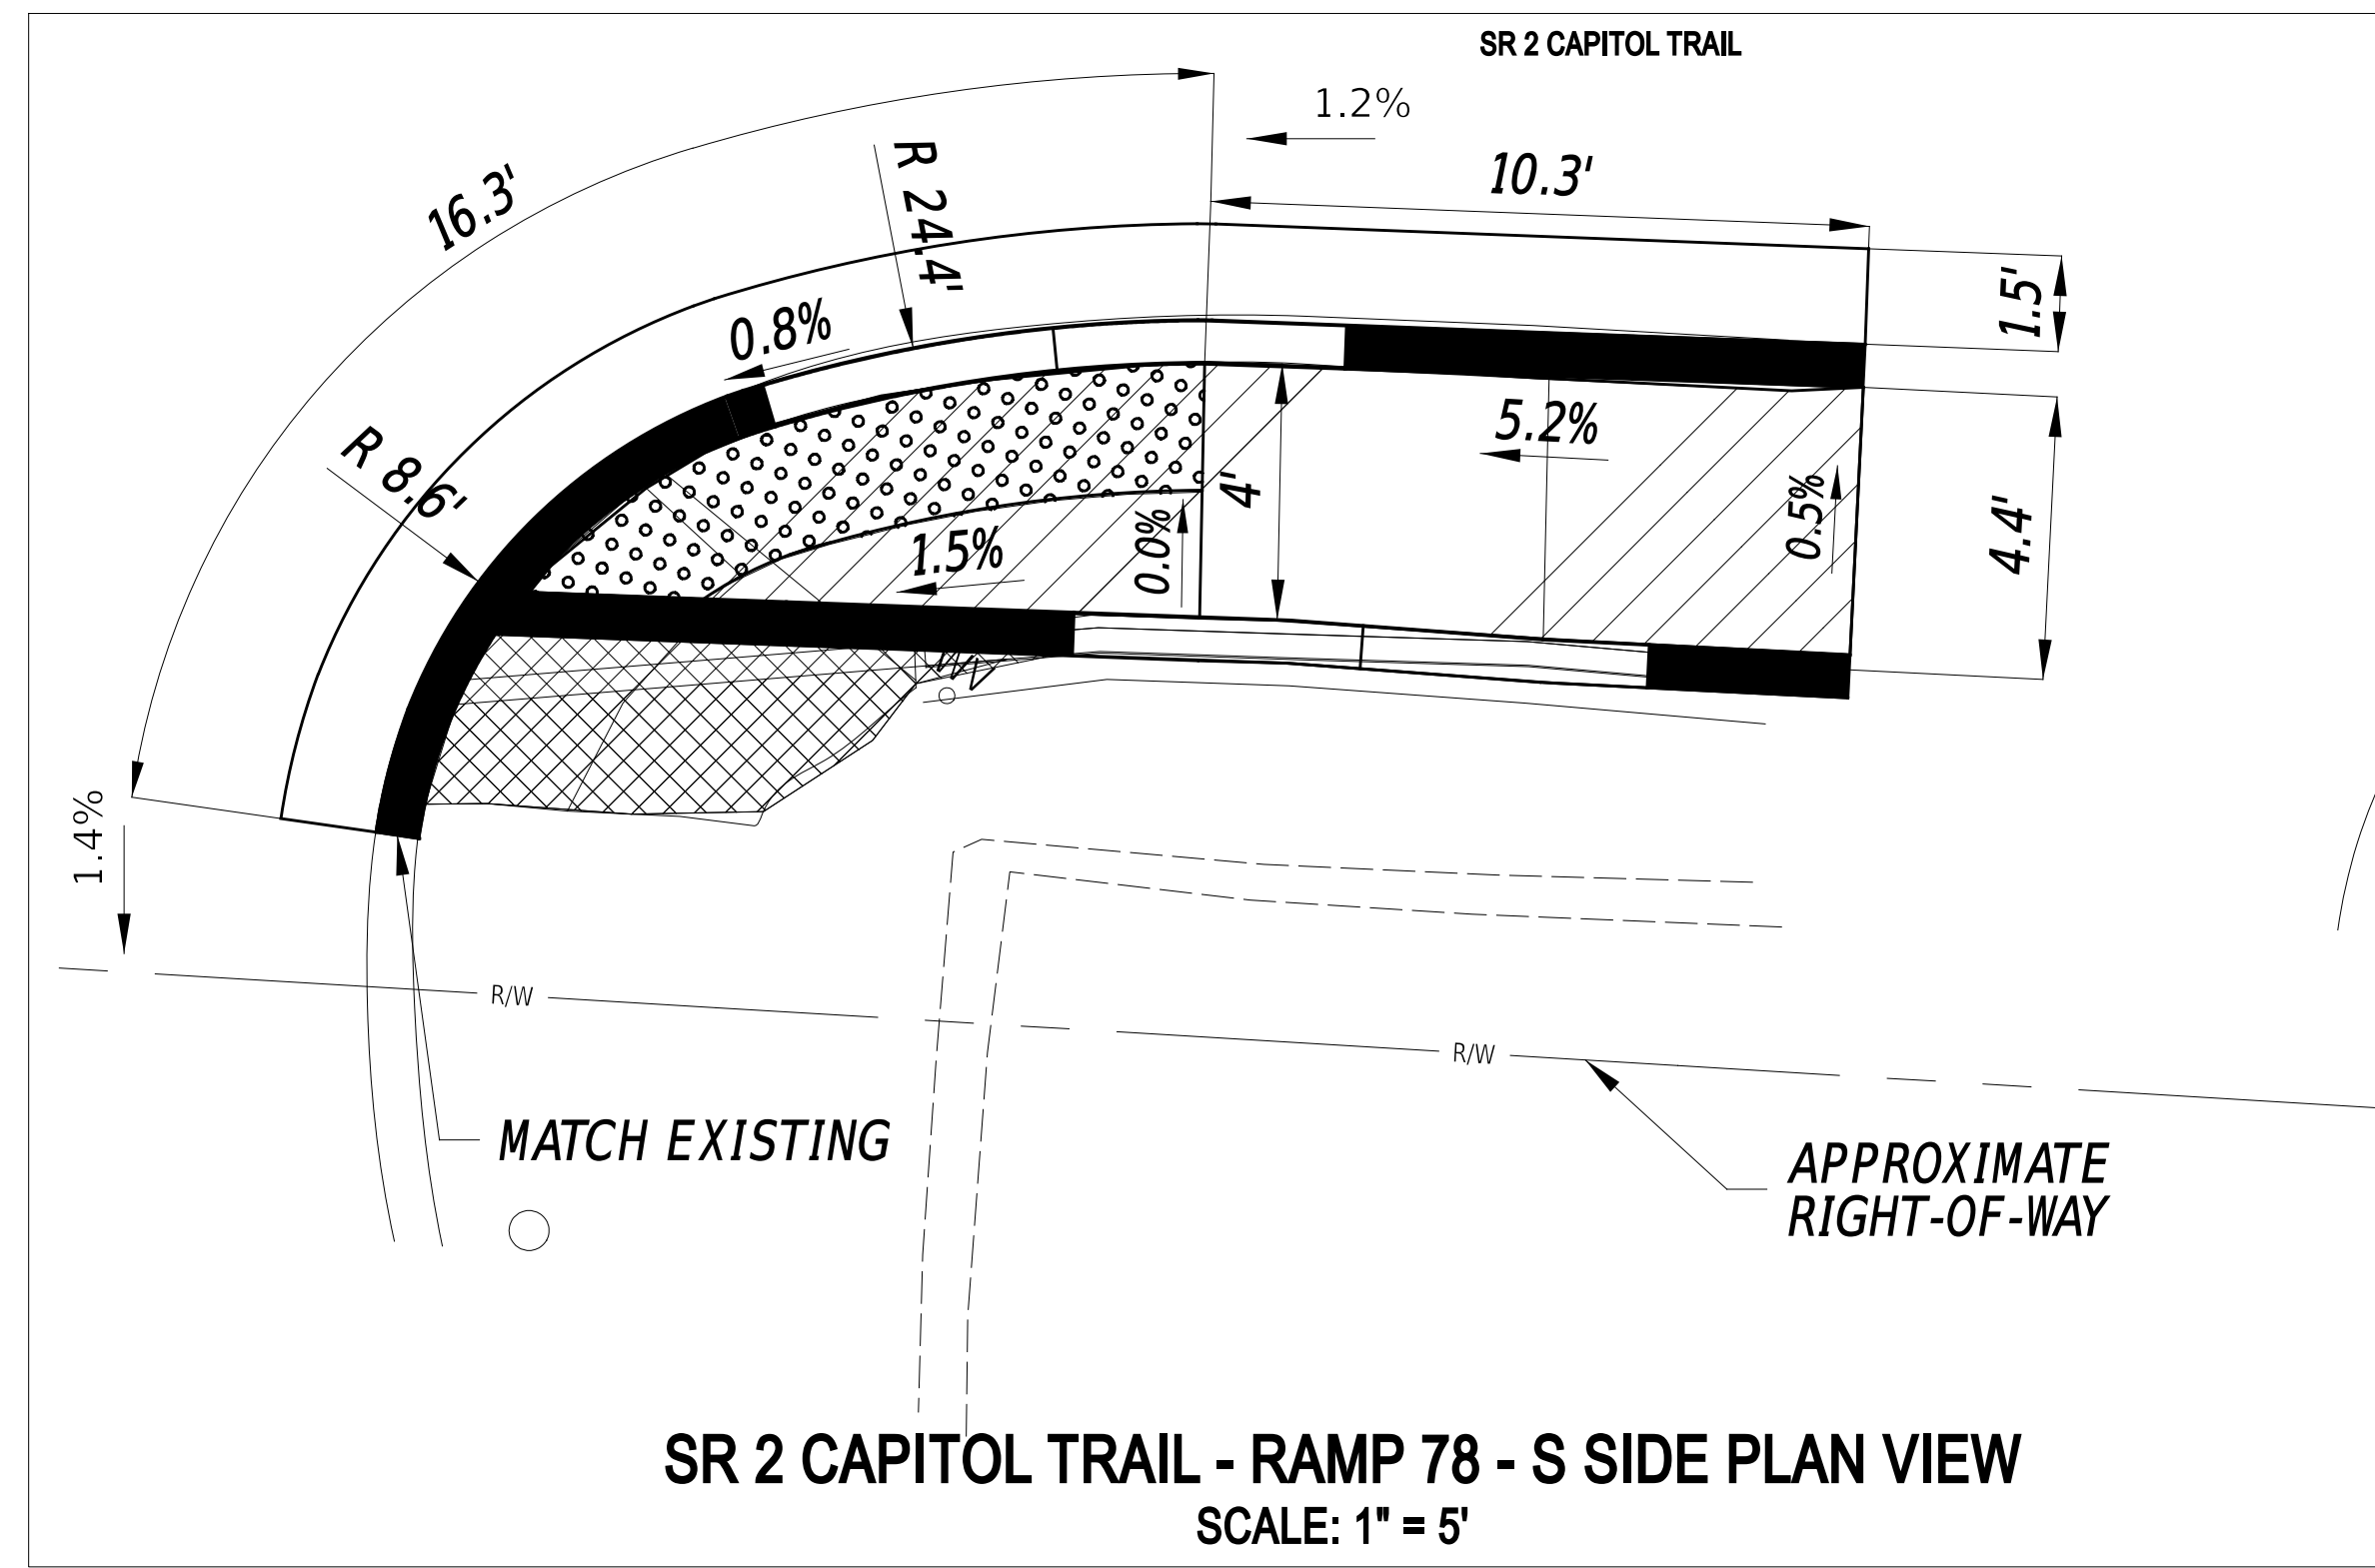 SR 2 CAPITOL TRAIL
1.2%
10.3'
16.3'
R 24.4'
1.5'
0.8%
R 8.6'
5.2%
4'
0.5%
4.4'
1.5%
0.0%
1.4%
R/W
R/W
MATCH EXISTING
APPROXIMATE
RIGHT-OF-WAY
SR 2 CAPITOL TRAIL - RAMP 78 - S SIDE PLAN VIEW
SCALE: 1" = 5'